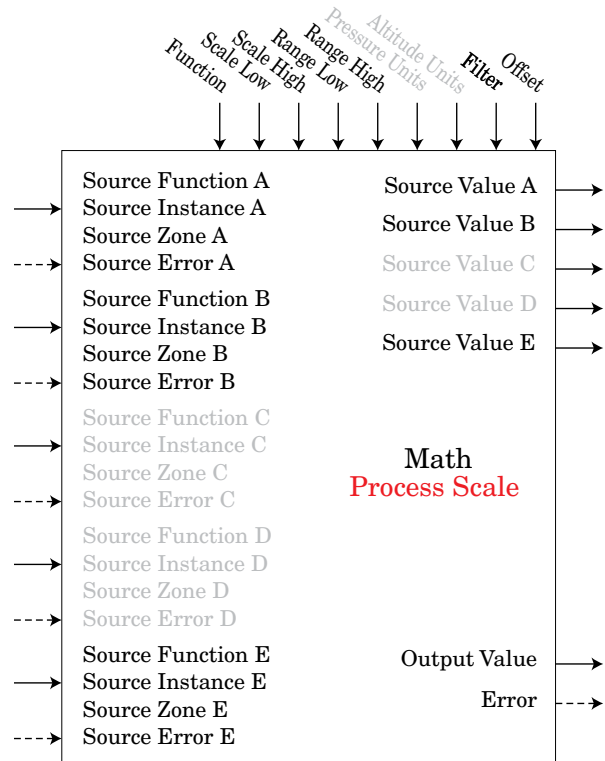 Function
Scale Low
Scale High
Range Low
Range High
Pressure Units
Altitude Units
Filter
Offset
Source Function A
Source Instance A
Source Zone A
Source Error A
Source Function B
Source Instance B
Source Zone B
Source Error B
Source Function C
Source Instance C
Source Zone C
Source Error C
Source Function D
Source Instance D
Source Zone D
Source Error D
Source Function E
Source Instance E
Source Zone E
Source Error E
Source Value A
Source Value B
Source Value C
Source Value D
Source Value E
Math
Process Scale
Output Value
Error